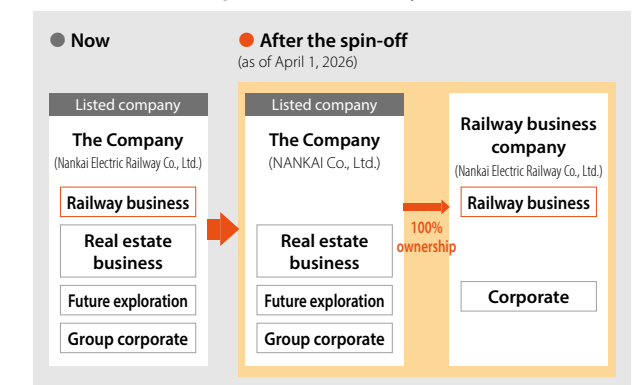 Now
After the spin-off
(as of April 1, 2026)
Listed company
The Company
(Nankai Electric Railway Co., Ltd.)
Railway business
Real estate
business
Future exploration
Group corporate
Listed company
The Company
(NANKAI Co., Ltd.)
Real estate
business
Future exploration
Group corporate
100%
ownership
Railway business
company
(Nankai Electric Railway Co., Ltd.)
Railway business
Corporate